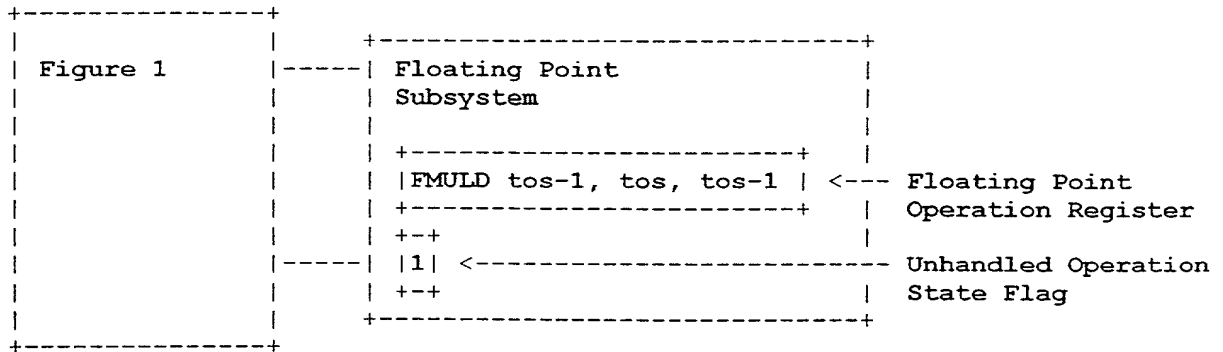 Figure 1
Floating Point
Subsystem
FMULD tos-1, tos, tos-1
Floating Point
Operation Register
1
Unhandled Operation
State Flag